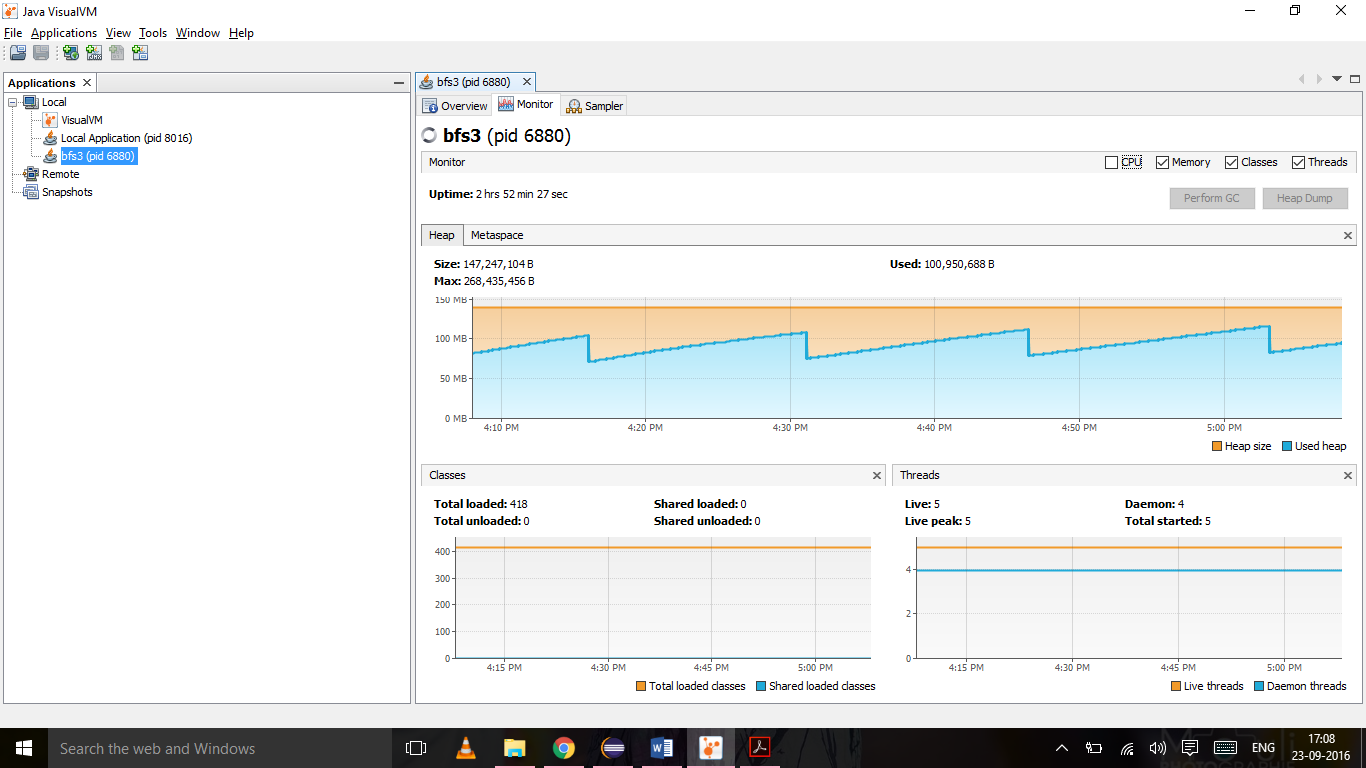 Java VisualVM
File Applications View Tools Window Help
Applications
Local
VisualVM
Local Application (pid 8016)
bfs3 (pid 6880)
Remote
Snapshots
bfs3 (pid 6880)
Overview Monitor Sampler
bfs3 (pid 6880)
Monitor CPU Memory Classes Threads
Uptime: 2 hrs 52 min 27 sec Perform GC Heap Dump
Heap Metaspace
Size: 147,247,104 B Used: 100,950,688 B
Max: 268,435,456 B
150 MB
100 MB
50 MB
0 MB
4:10 PM 4:20 PM 4:30 PM 4:40 PM 4:50 PM 5:00 PM
Heap size Used heap
Classes
Total loaded: 418 Shared loaded: 0
Total unloaded: 0 Shared unloaded: 0
400
300
200
100
0
4:15 PM 4:30 PM 4:45 PM 5:00 PM
Total loaded classes Shared loaded classes
Threads
Live: 5 Daemon: 4
Live peak: 5 Total started: 5
4
2
0
4:15 PM 4:30 PM 4:45 PM 5:00 PM
Live threads Daemon threads
Search the web and Windows
ENG
17:08
23-09-2016